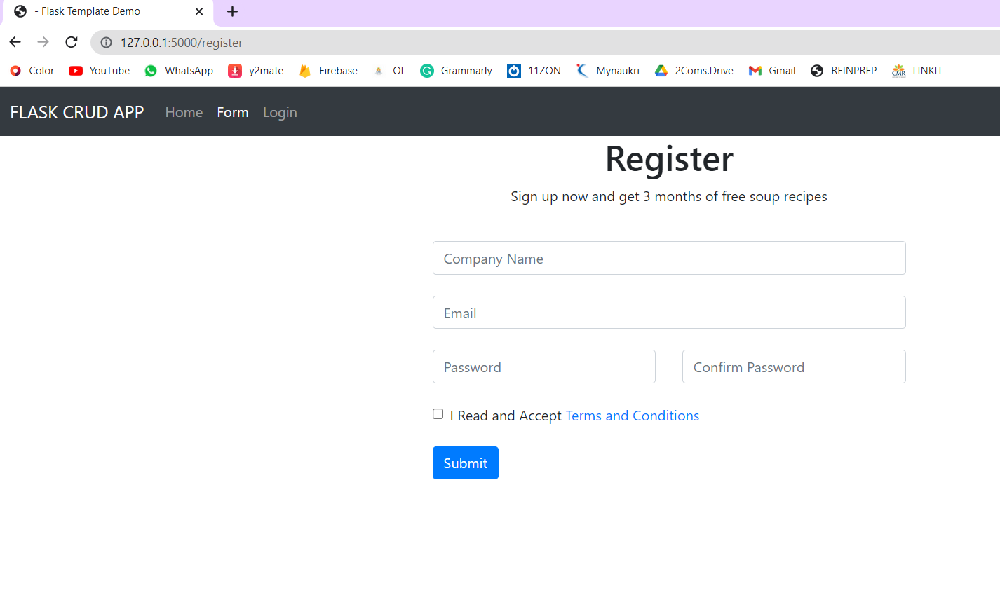 - Flask Template Demo
127.0.0.1:5000/register
Color YouTube WhatsApp y2mate Firebase OL Grammarly 11ZON Mynaukri 2Coms.Drive Gmail REINPREP CMR LINKIT
FLASK CRUD APP Home Form Login
Register
Sign up now and get 3 months of free soup recipes
Company Name
Email
Password Confirm Password
I Read and Accept Terms and Conditions
Submit